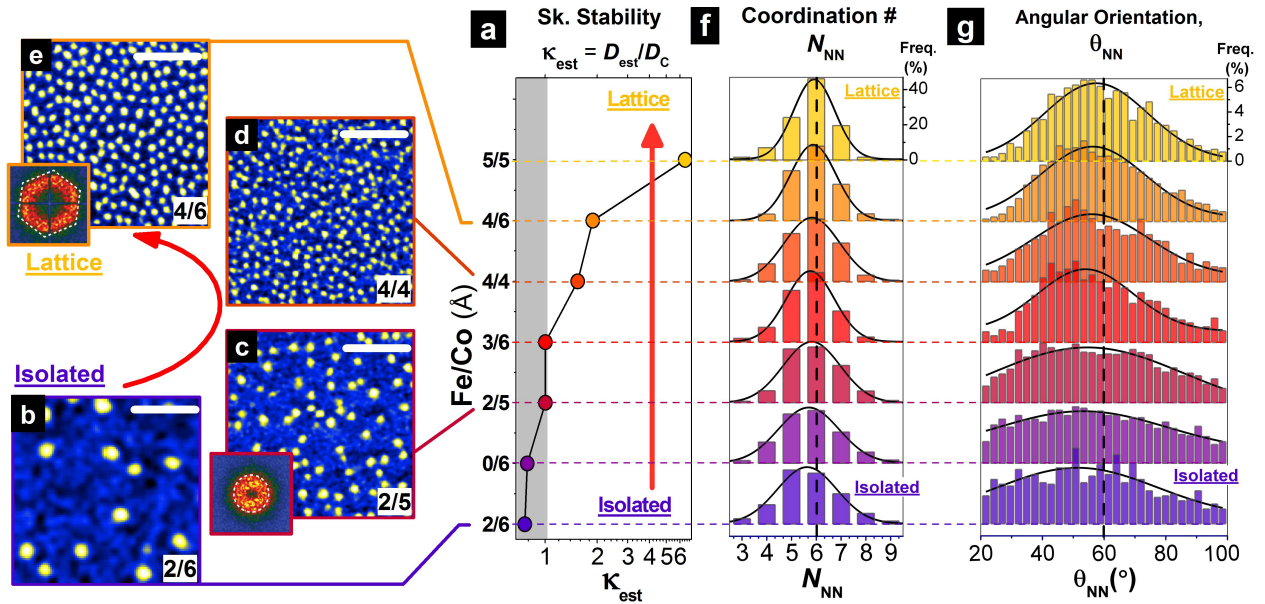 e
4/6
Lattice
d
4/4
Isolated
c
2/5
b
2/6
a
Sk. Stability
κest = Dest/DC
Lattice
Isolated
Fe/Co (Å)
5/5
4/6
4/4
3/6
2/5
0/6
2/6
1 2 3 4 5 6
κest
f
Coordination #
NNN
Freq.
(%)
Lattice
40
20
0
Isolated
3 4 5 6 7 8 9
NNN
g
Angular Orientation,
θNN
Freq.
(%)
Lattice
6
4
2
0
Isolated
20 40 60 80 100
θNN(°)